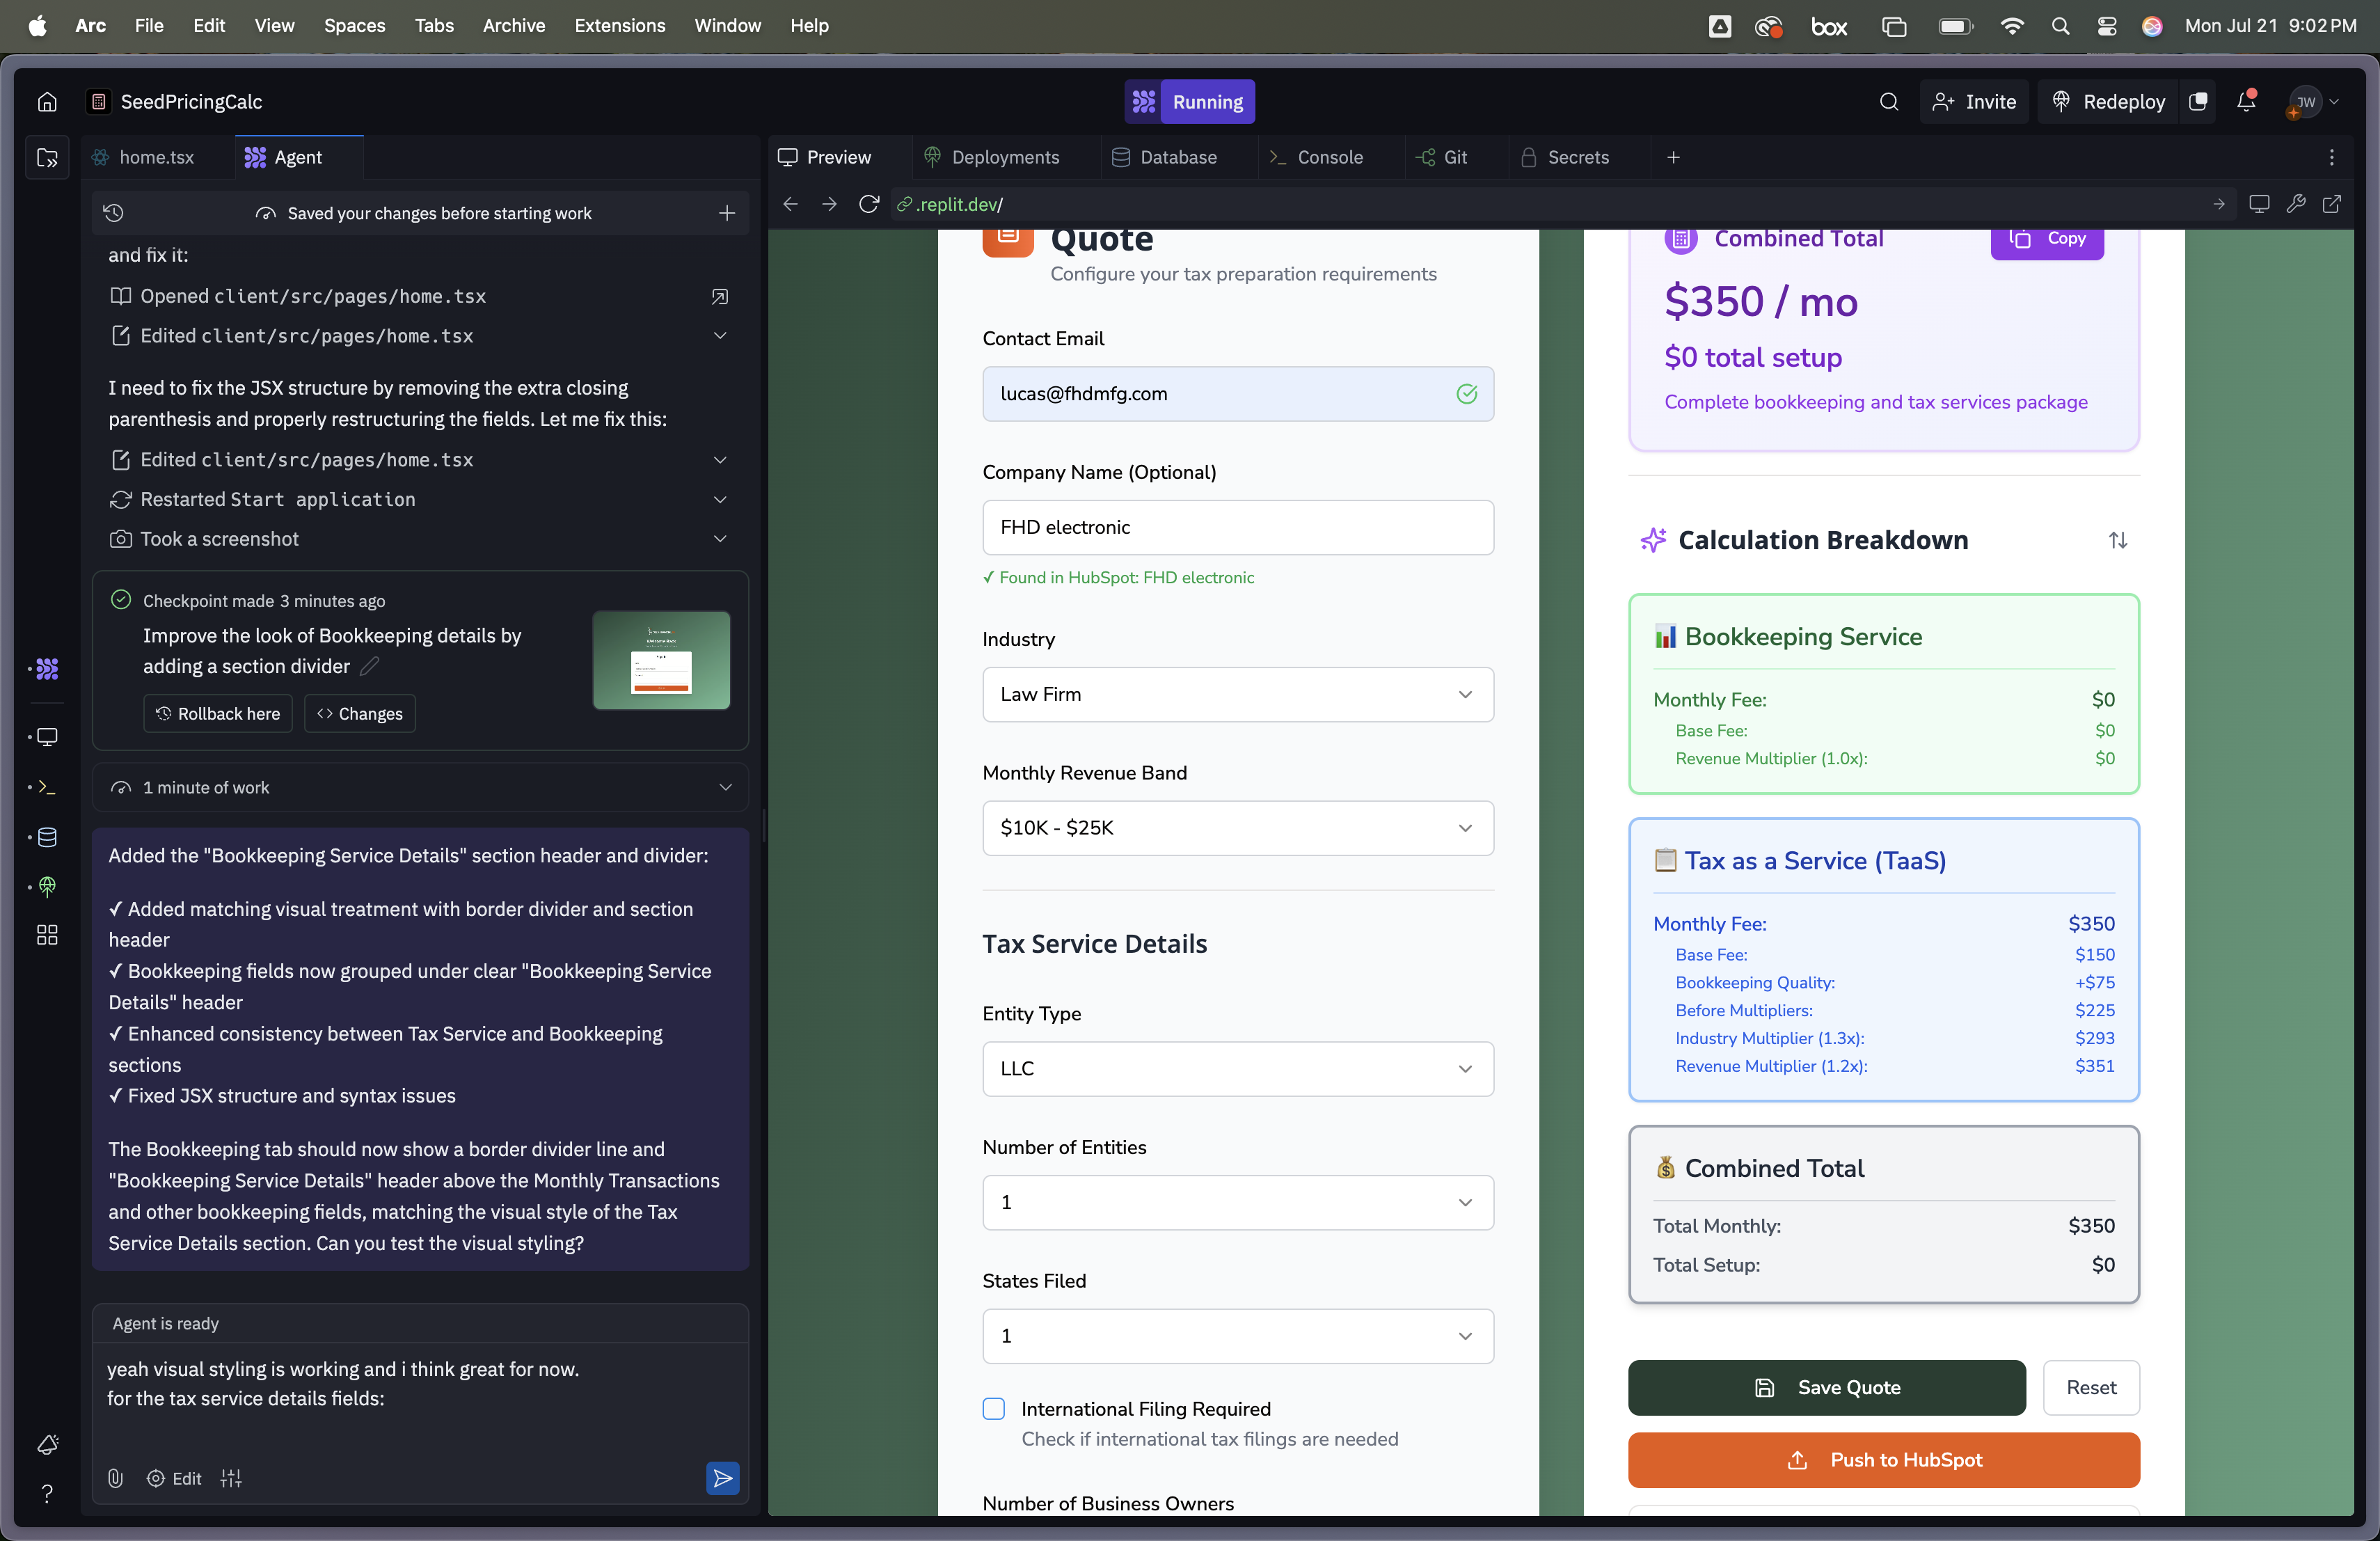 Arc File Edit View Spaces Tabs Archive Extensions Window Help
box
Mon Jul 21 9:02 PM
SeedPricingCalc
Running
Invite
Redeploy
JW
home.tsx
Agent
Saved your changes before starting work
and fix it:
Opened client/src/pages/home.tsx
Edited client/src/pages/home.tsx
I need to fix the JSX structure by removing the extra closing
parenthesis and properly restructuring the fields. Let me fix this:
Edited client/src/pages/home.tsx
Restarted Start application
Took a screenshot
Checkpoint made 3 minutes ago
Improve the look of Bookkeeping details by
adding a section divider
Rollback here
Changes
1 minute of work
Added the "Bookkeeping Service Details" section header and divider:
✓ Added matching visual treatment with border divider and section
header
✓ Bookkeeping fields now grouped under clear "Bookkeeping Service
Details" header
✓ Enhanced consistency between Tax Service and Bookkeeping
sections
✓ Fixed JSX structure and syntax issues
The Bookkeeping tab should now show a border divider line and
"Bookkeeping Service Details" header above the Monthly Transactions
and other bookkeeping fields, matching the visual style of the Tax
Service Details section. Can you test the visual styling?
Agent is ready
yeah visual styling is working and i think great for now.
for the tax service details fields:
Edit
Preview
Deployments
Database
Console
Git
Secrets
.replit.dev/
Quote
Configure your tax preparation requirements
Contact Email
lucas@fhdmfg.com
Company Name (Optional)
FHD electronic
✓ Found in HubSpot: FHD electronic
Industry
Law Firm
Monthly Revenue Band
$10K - $25K
Tax Service Details
Entity Type
LLC
Number of Entities
1
States Filed
1
International Filing Required
Check if international tax filings are needed
Number of Business Owners
Combined Total
Copy
$350 / mo
$0 total setup
Complete bookkeeping and tax services package
Calculation Breakdown
📊 Bookkeeping Service
Monthly Fee: $0
Base Fee: $0
Revenue Multiplier (1.0x): $0
📋 Tax as a Service (TaaS)
Monthly Fee: $350
Base Fee: $150
Bookkeeping Quality: +$75
Before Multipliers: $225
Industry Multiplier (1.3x): $293
Revenue Multiplier (1.2x): $351
💰 Combined Total
Total Monthly: $350
Total Setup: $0
Save Quote
Reset
Push to HubSpot